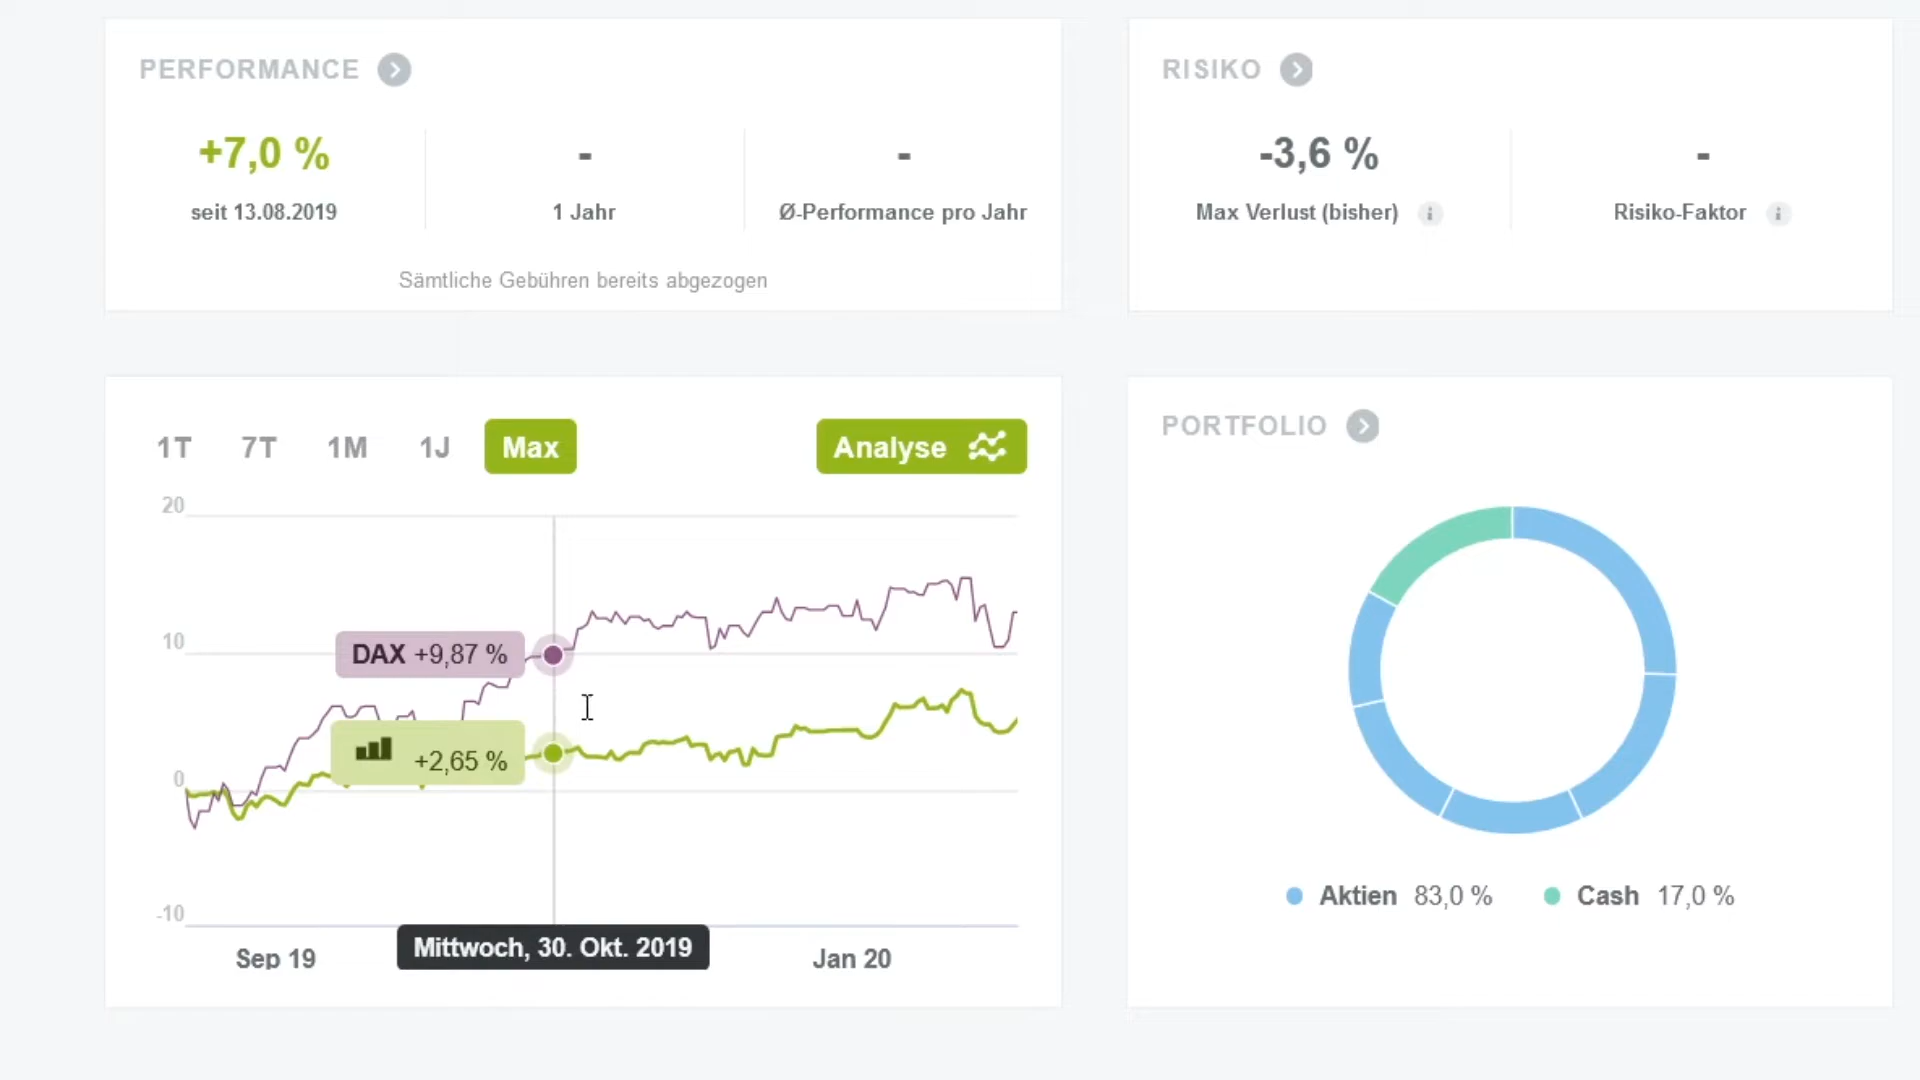 PERFORMANCE
+7,0 %
seit 13.08.2019
-
1 Jahr
-
Ø-Performance pro Jahr
Sämtliche Gebühren bereits abgezogen
RISIKO
-3,6 %
Max Verlust (bisher) i
-
Risiko-Faktor i
1T 7T 1M 1J Max Analyse
20
10
0
-10
DAX +9,87 %
+2,65 %
Sep 19
Mittwoch, 30. Okt. 2019
Jan 20
PORTFOLIO
Aktien 83,0 % Cash 17,0 %